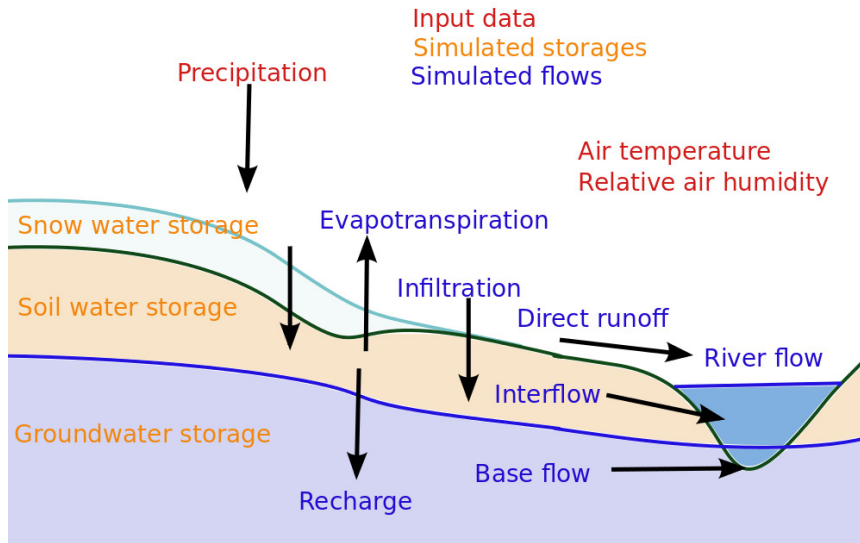 Input data
Simulated storages
Simulated flows
Precipitation
Air temperature
Relative air humidity
Snow water storage
Evapotranspiration
Infiltration
Soil water storage
Direct runoff
River flow
Interflow
Groundwater storage
Base flow
Recharge